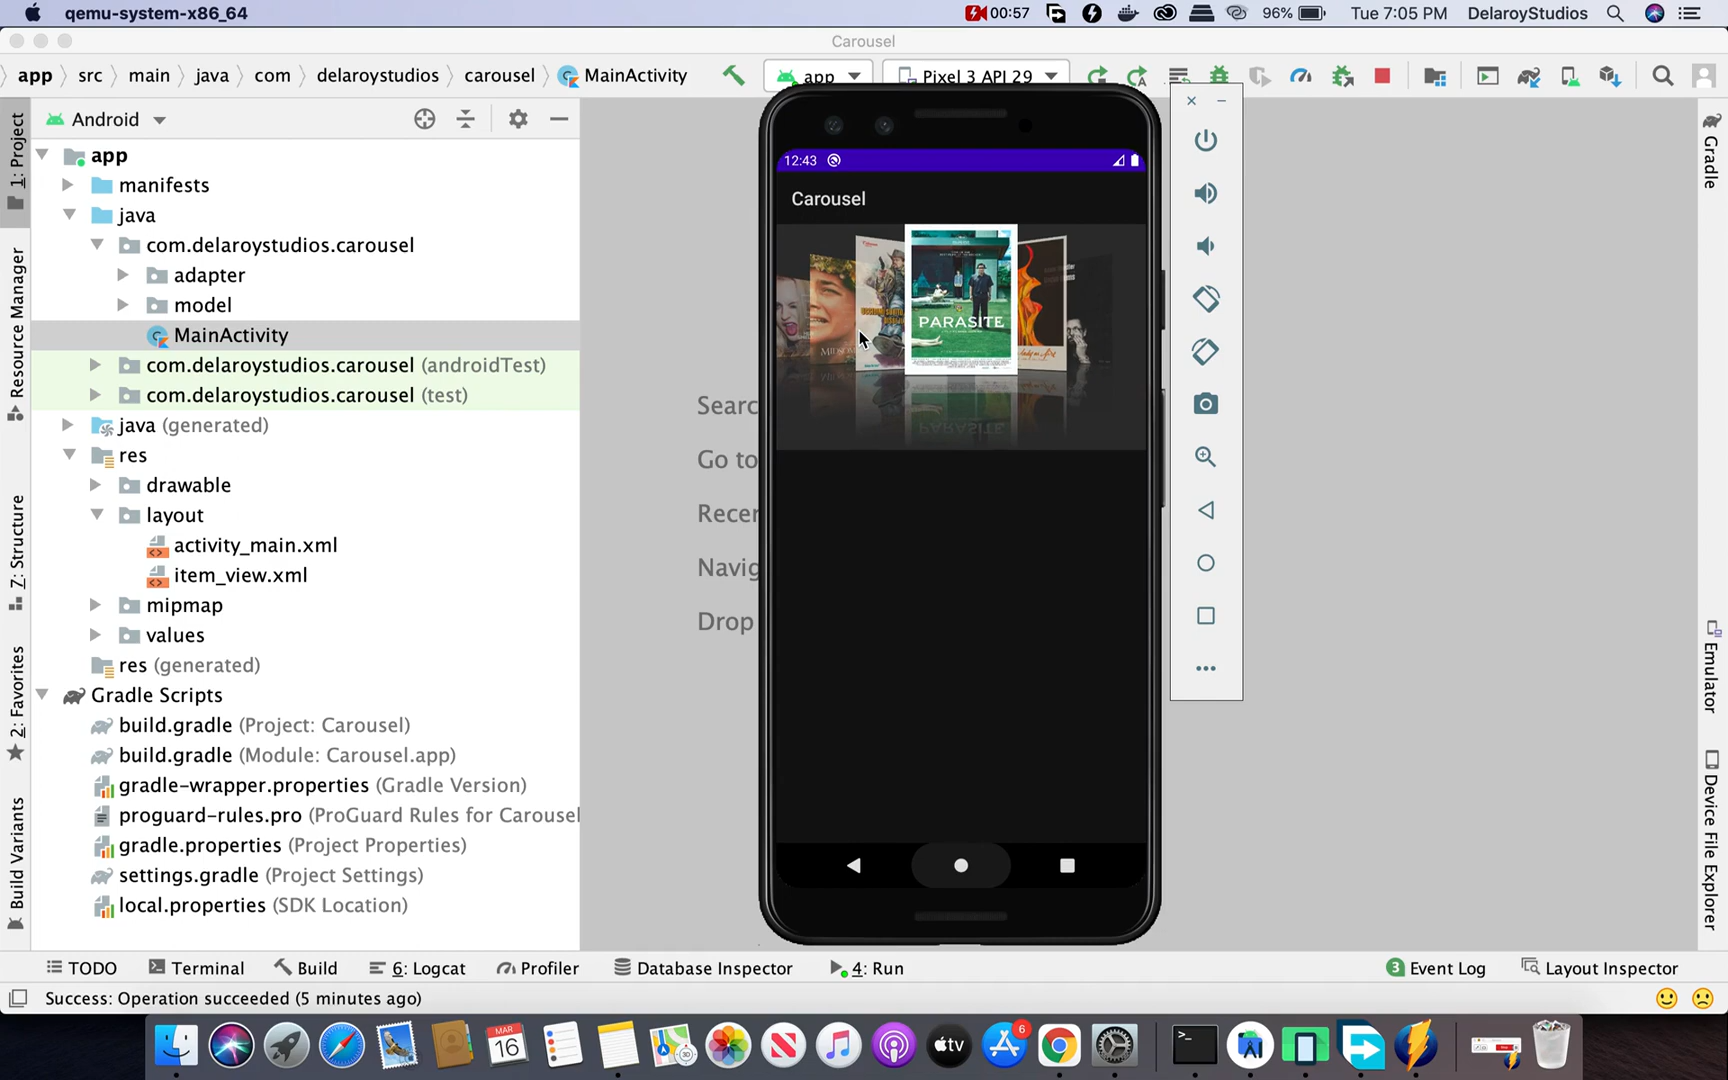 qemu-system-x86_64
00:57
96%
Tue 7:05 PM
DelaroyStudios
Carousel
app
src
main
java
com
delaroystudios
carousel
MainActivity
app
Pixel 3 API 29
Android
app
manifests
java
com.delaroystudios.carousel
adapter
model
MainActivity
com.delaroystudios.carousel (androidTest)
com.delaroystudios.carousel (test)
java (generated)
res
drawable
layout
activity_main.xml
item_view.xml
mipmap
values
res (generated)
Gradle Scripts
build.gradle (Project: Carousel)
build.gradle (Module: Carousel.app)
gradle-wrapper.properties (Gradle Version)
proguard-rules.pro (ProGuard Rules for Carousel
gradle.properties (Project Properties)
settings.gradle (Project Settings)
local.properties (SDK Location)
1: Project
Resource Manager
7: Structure
2: Favorites
Build Variants
Searc
Go to
Recer
Navig
Drop
12:43
Carousel
PARASITE
Gradle
Emulator
Device File Explorer
TODO
Terminal
Build
6: Logcat
Profiler
Database Inspector
4: Run
3 Event Log
Layout Inspector
Success: Operation succeeded (5 minutes ago)
MAR
16
tv
6